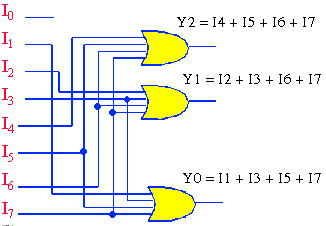 I0
Y2 = I4 + I5 + I6 + I7
I1
I2
Y1 = I2 + I3 + I6 + I7
I3
I4
I5
Y0 = I1 + I3 + I5 + I7
I6
I7